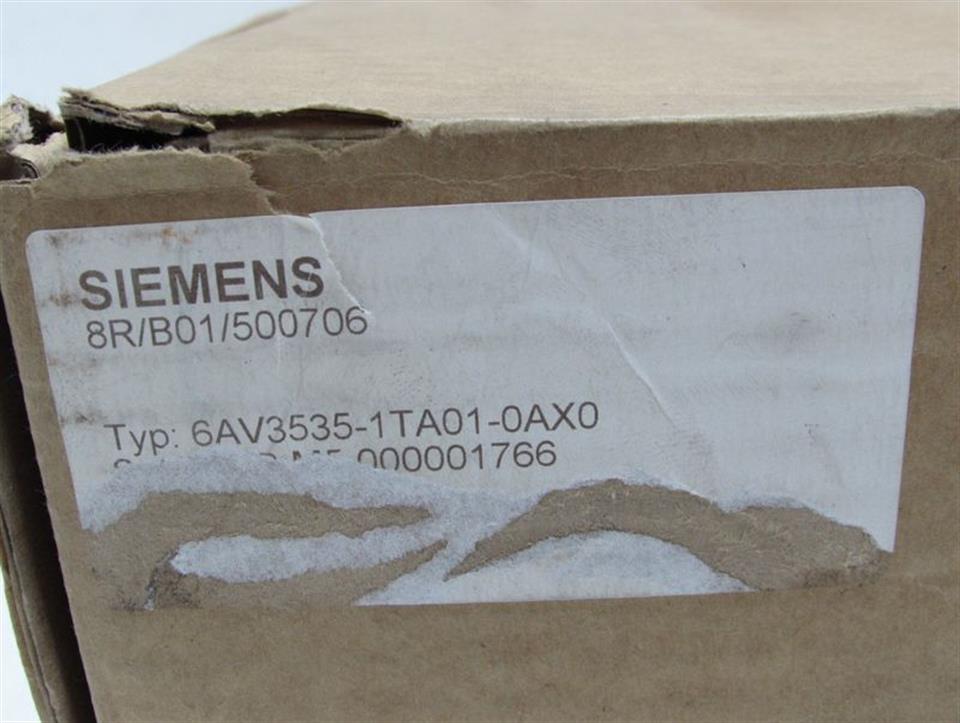 SIEMENS
8R/B01/500706
Typ: 6AV3535-1TA01-0AX0
000001766